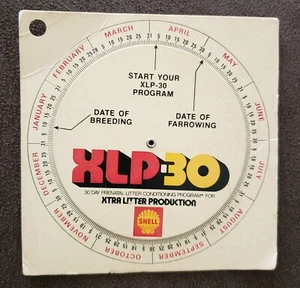 JANUARY
FEBRUARY
MARCH
APRIL
MAY
JUNE
JULY
AUGUST
SEPTEMBER
OCTOBER
NOVEMBER
DECEMBER
START YOUR
XLP-30
PROGRAM
DATE OF
BREEDING
DATE OF
FARROWING
XLP-30
30 DAY PRENATAL LITTER CONDITIONING PROGRAM FOR
XTRA LITTER PRODUCTION
SHELL